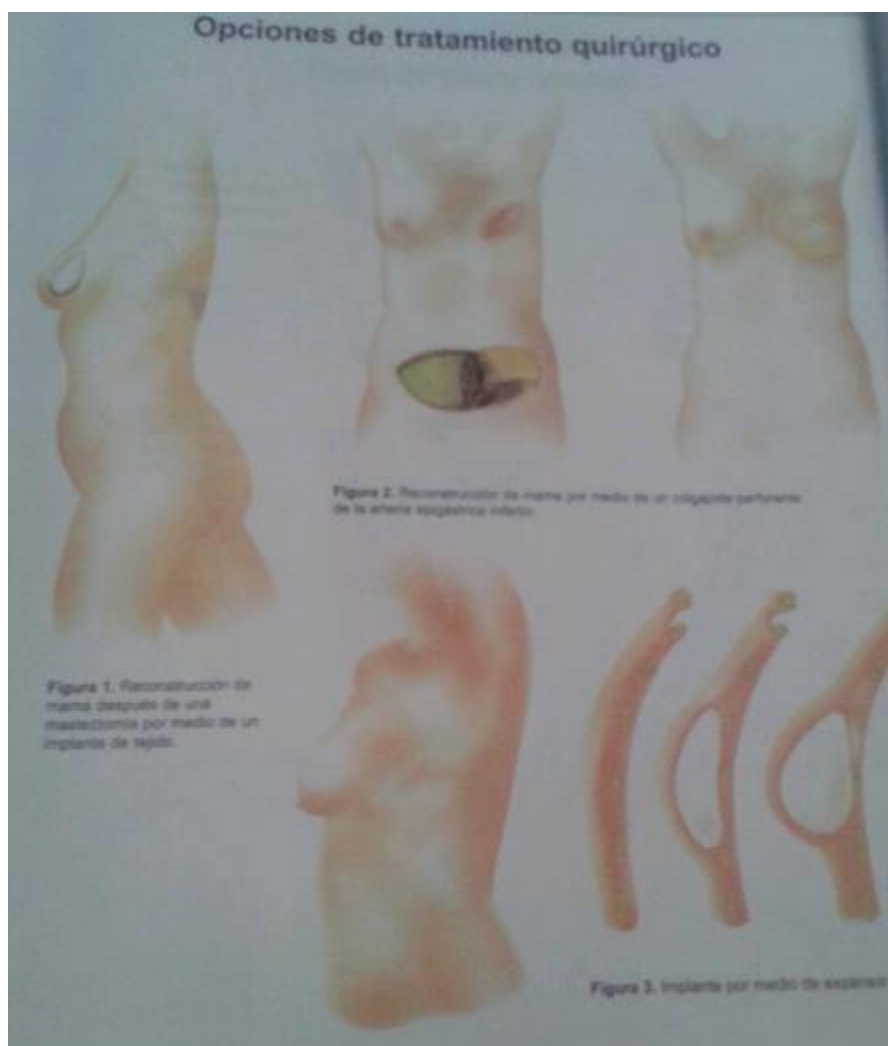 Opciones de tratamiento quirúrgico
Figura 2. Reconstrucción de mama por medio de un colgajo perforante
de la arteria epigástrica inferior.
Figura 1. Reconstrucción de
mama después de una
mastectomía por medio de un
implante de tejido.
Figura 3. Implante por medio de